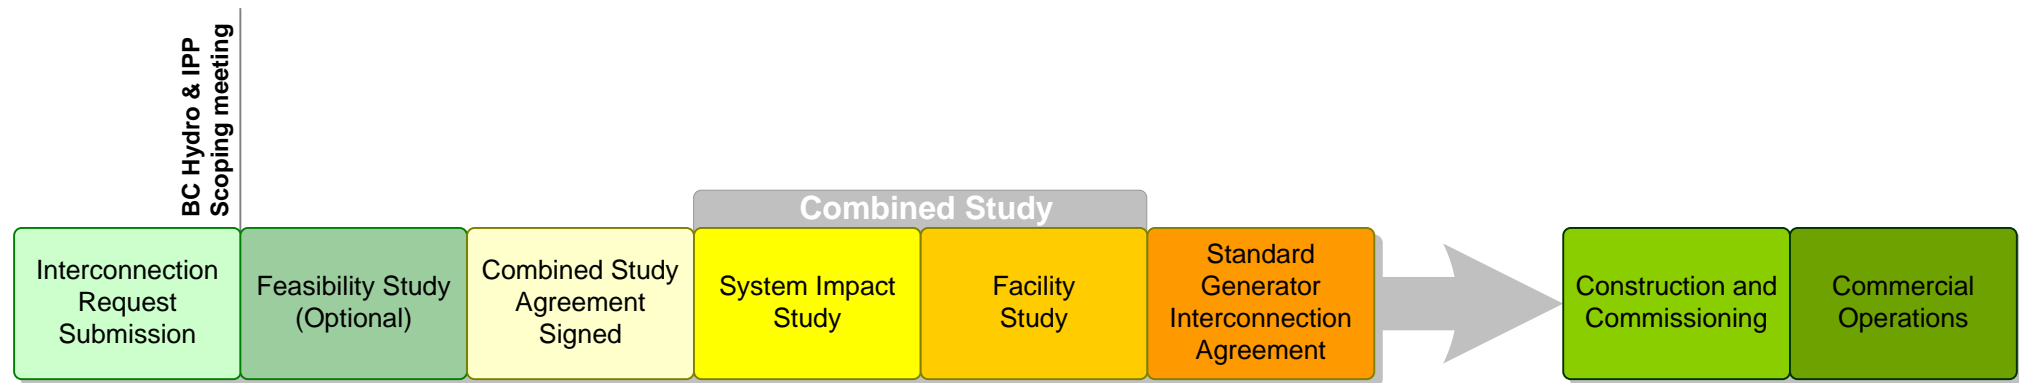 BC Hydro & IPP
Scoping meeting
Combined Study
Interconnection
Request
Submission
Feasibility Study
(Optional)
Combined Study
Agreement
Signed
System Impact
Study
Facility
Study
Standard
Generator
Interconnection
Agreement
Construction and
Commissioning
Commercial
Operations